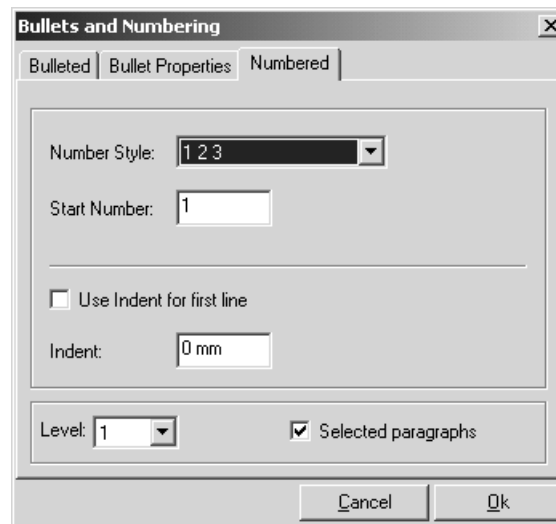 Bullets and Numbering
Bulleted Bullet Properties Numbered
Number Style: 1 2 3
Start Number: 1
Use Indent for first line
Indent: 0 mm
Level: 1 Selected paragraphs
Cancel Ok